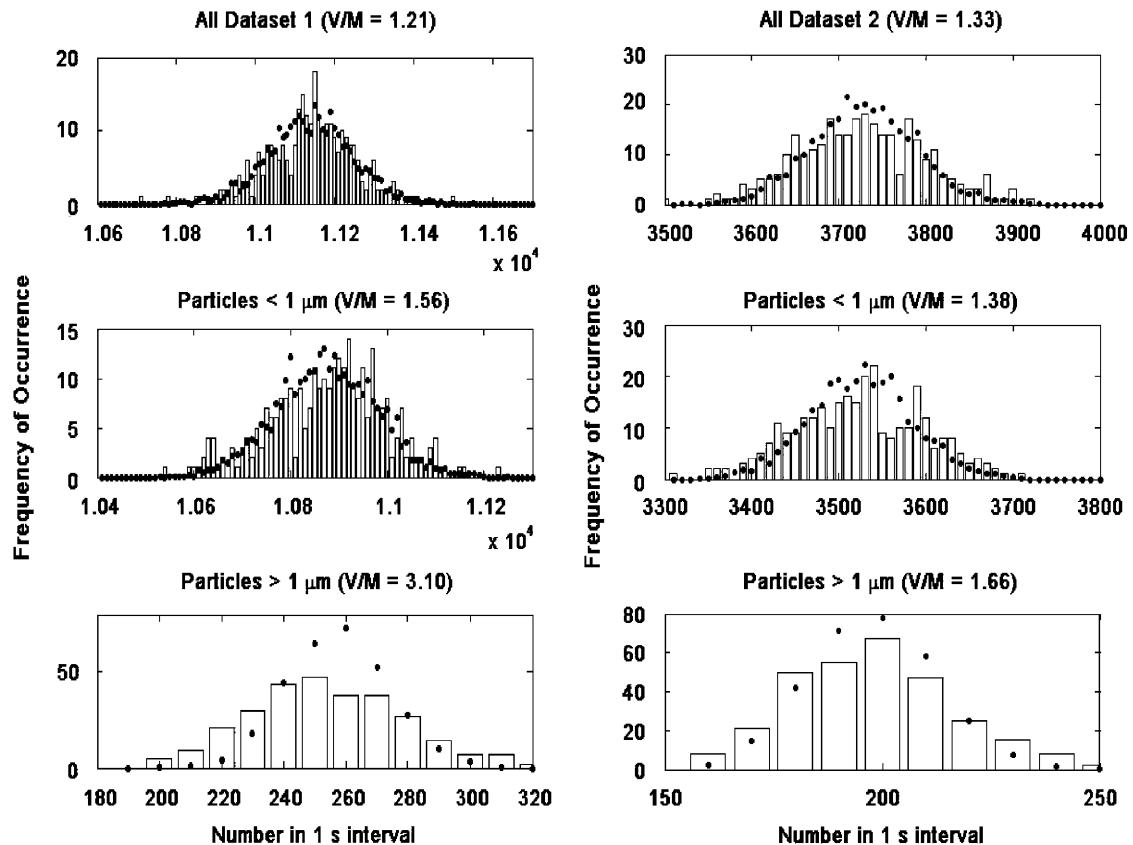 All Dataset 1 (V/M = 1.21)
20
10
0
1.06 1.08 1.1 1.12 1.14 1.16
x 10⁴
All Dataset 2 (V/M = 1.33)
30
20
10
0
3500 3600 3700 3800 3900 4000
Frequency of Occurrence
Particles < 1 μm (V/M = 1.56)
15
10
5
0
1.04 1.06 1.08 1.1 1.12
x 10⁴
Frequency of Occurrence
Particles < 1 μm (V/M = 1.38)
30
20
10
0
3300 3400 3500 3600 3700 3800
Particles > 1 μm (V/M = 3.10)
50
0
180 200 220 240 260 280 300 320
Number in 1 s interval
Particles > 1 μm (V/M = 1.66)
80
60
40
20
0
150 200 250
Number in 1 s interval